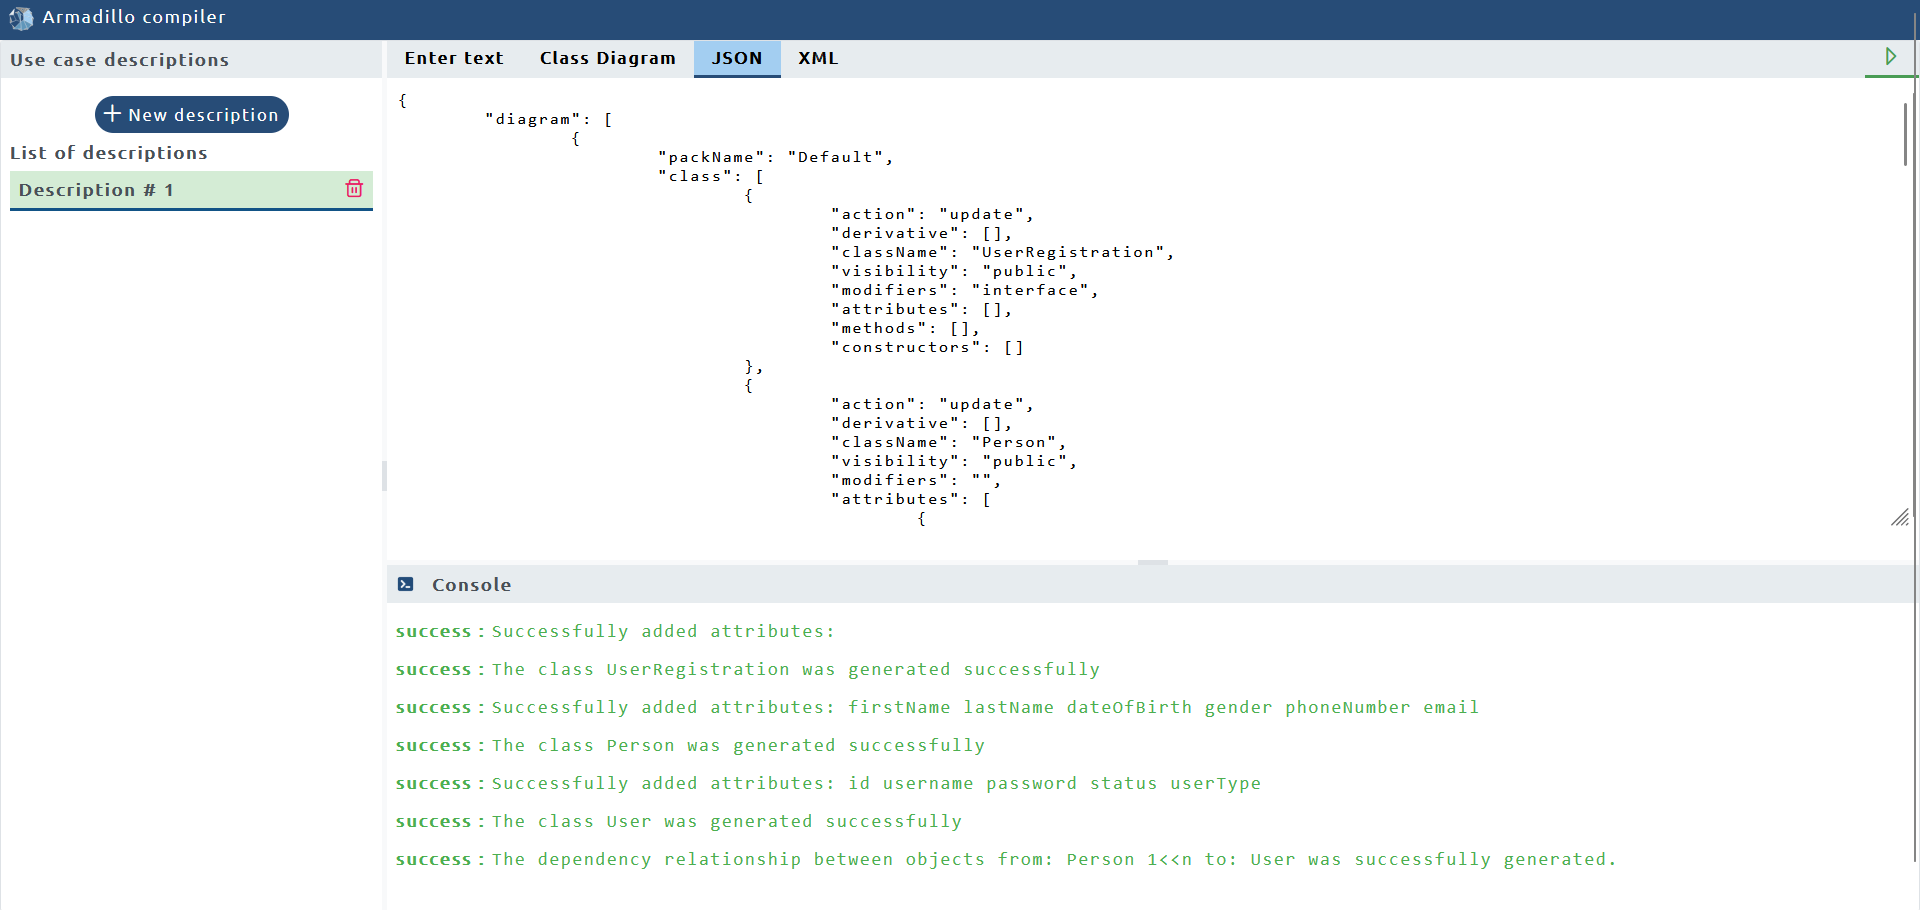 Armadillo compiler
Use case descriptions
New description
List of descriptions
Description # 1
Enter text Class Diagram JSON XML
{
"diagram": [
{
"packName": "Default",
"class": [
{
"action": "update",
"derivative": [],
"className": "UserRegistration",
"visibility": "public",
"modifiers": "interface",
"attributes": [],
"methods": [],
"constructors": []
},
{
"action": "update",
"derivative": [],
"className": "Person",
"visibility": "public",
"modifiers": "",
"attributes": [
{
Console
success : Successfully added attributes:
success : The class UserRegistration was generated successfully
success : Successfully added attributes: firstName lastName dateOfBirth gender phoneNumber email
success : The class Person was generated successfully
success : Successfully added attributes: id username password status userType
success : The class User was generated successfully
success : The dependency relationship between objects from: Person 1<<n to: User was successfully generated.